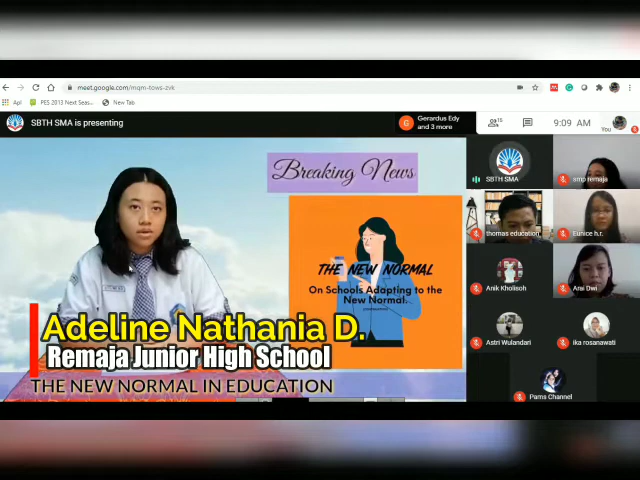 meet.google.com/mqm-tows-zvk
Apl
PES 2013 Next Seas...
New Tab
SBTH SMA is presenting
G
Gerardus Edy
and 3 more
15
9:09 AM
You
Breaking News
THE NEW NORMAL
On Schools Adopting to the
New Normal.
Adeline Nathania D.
Remaja Junior High School
THE NEW NORMAL IN EDUCATION
SBTH SMA
smp remaja
thomas education
Eunice h.r.
Anik Kholisoh
Arai Dwi
Astri Wulandari
ika rosanawati
Pams Channel